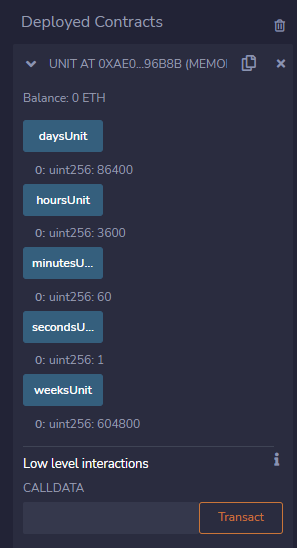 Deployed Contracts
UNIT AT 0XAE0...96B8B (MEMOR
Balance: 0 ETH
daysUnit
0: uint256: 86400
hoursUnit
0: uint256: 3600
minutesU...
0: uint256: 60
secondsU...
0: uint256: 1
weeksUnit
0: uint256: 604800
Low level interactions
CALLDATA
Transact